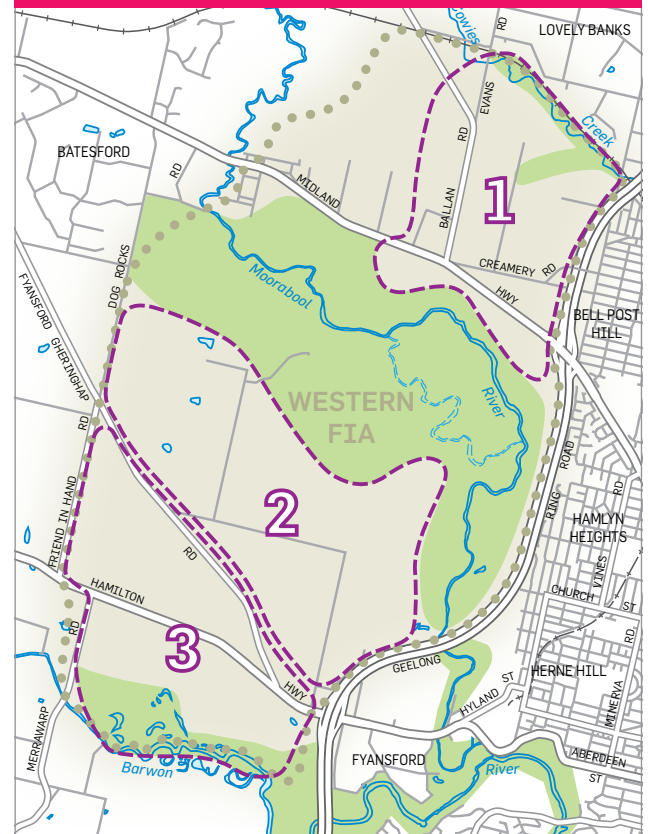 LOVELY BANKS
Cowies
Creek
RD
EVANS
RD
BALLAN
BATESFORD
RD
MIDLAND
1
CREAMERY RD
HWY
DOG ROCKS
Moorabool
River
FYANSFORD GHERINGHAP
RD
BELL POST
HILL
WESTERN
FIA
2
RING ROAD
RD
HAMLYN
HEIGHTS
VINES
FRIEND IN HAND
RD
HAMILTON
HWY
CHURCH ST
RD
3
GEELONG
HERNE HILL
HYLAND ST
MINERVA
RD.
MERRAWARP
Barwon
River
FYANSFORD
ABERDEEN
ST